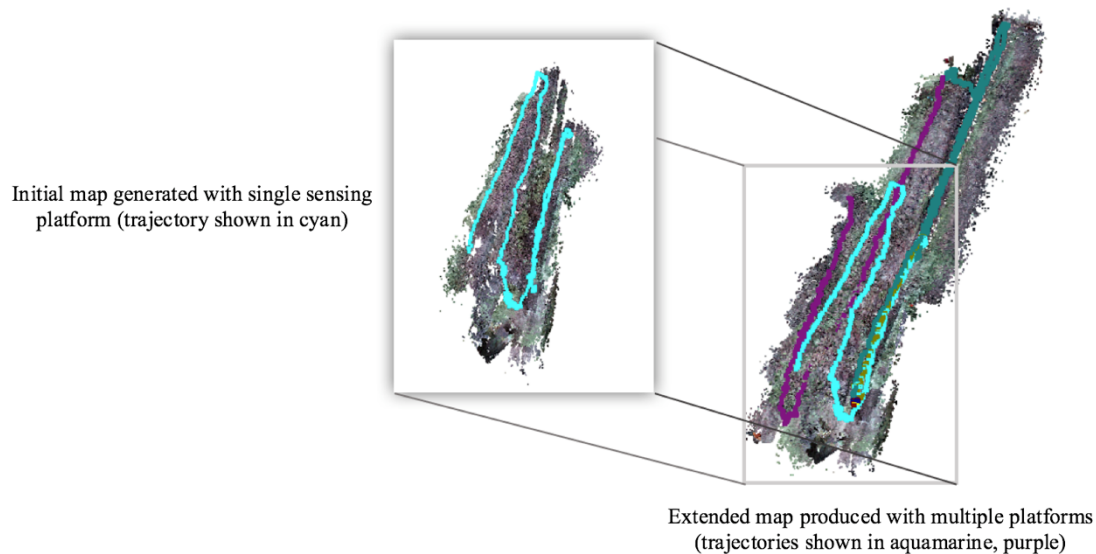 Initial map generated with single sensing
platform (trajectory shown in cyan)
Extended map produced with multiple platforms
(trajectories shown in aquamarine, purple)